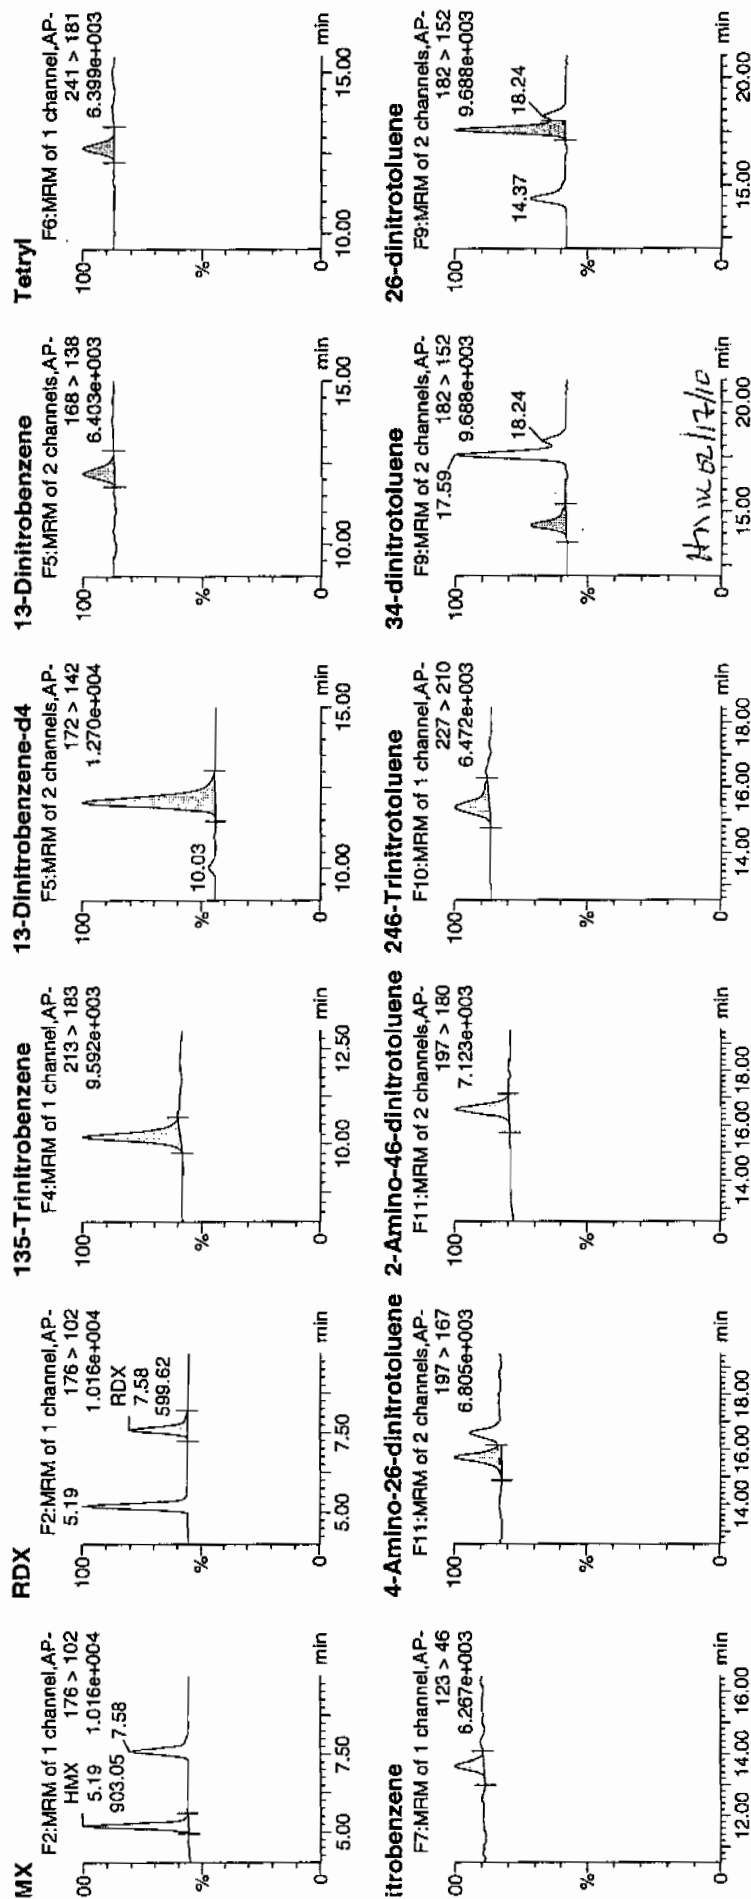 MX
F2:MRM of 1 channel,AP-
HMX 176 > 102
5.19 1.016e+004
903.05
7.58
00
%
0
5.00 7.50 min
RDX
F2:MRM of 1 channel,AP-
5.19 176 > 102
1.016e+004
RDX
7.58
599.62
100
%
0
5.00 7.50 min
135-Trinitrobenzene
F4:MRM of 1 channel,AP-
213 > 183
9.592e+003
100
%
0
10.00 12.50 min
13-Dinitrobenzene-d4
F5:MRM of 2 channels,AP-
172 > 142
1.270e+004
100
10.03
%
0
10.00 15.00 min
13-Dinitrobenzene
F5:MRM of 2 channels,AP-
168 > 138
6.403e+003
100
%
0
10.00 15.00 min
Tetryl
F6:MRM of 1 channel,AP-
241 > 181
6.399e+003
100
%
0
10.00 15.00 min
itrobenzene
F7:MRM of 1 channel,AP-
123 > 46
6.267e+003
00
%
0
12.00 14.00 16.00 min
4-Amino-26-dinitrotoluene
F11:MRM of 2 channels,AP-
197 > 167
6.805e+003
100
%
0
14.00 16.00 18.00 min
2-Amino-46-dinitrotoluene
F11:MRM of 2 channels,AP-
197 > 180
7.123e+003
100
%
0
14.00 16.00 18.00 min
246-Trinitrotoluene
F10:MRM of 1 channel,AP-
227 > 210
6.472e+003
100
%
0
14.00 16.00 18.00 min
34-dinitrotoluene
F9:MRM of 2 channels,AP-
182 > 152
17.59 9.688e+003
18.24
100
%
0
15.00 20.00 min
02/17/10
26-dinitrotoluene
F9:MRM of 2 channels,AP-
182 > 152
9.688e+003
14.37 18.24
100
%
0
15.00 20.00 min